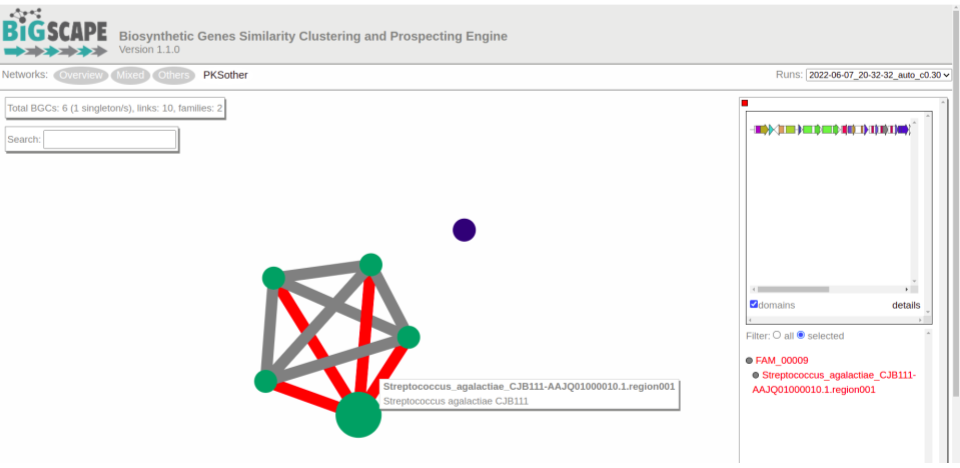 BiGSCAPE
Biosynthetic Genes Similarity Clustering and Prospecting Engine
Version 1.1.0
Networks: Overview Mixed Others PKSother
Runs: 2022-06-07_20-32-32_auto_c0.30
Total BGCs: 6 (1 singleton/s), links: 10, families: 2
Search:
domains
details
Filter: all selected
FAM_00009
Streptococcus_agalactiae_CJB111-
AAJQ01000010.1.region001
Streptococcus_agalactiae_CJB111-AAJQ01000010.1.region001
Streptococcus agalactiae CJB111